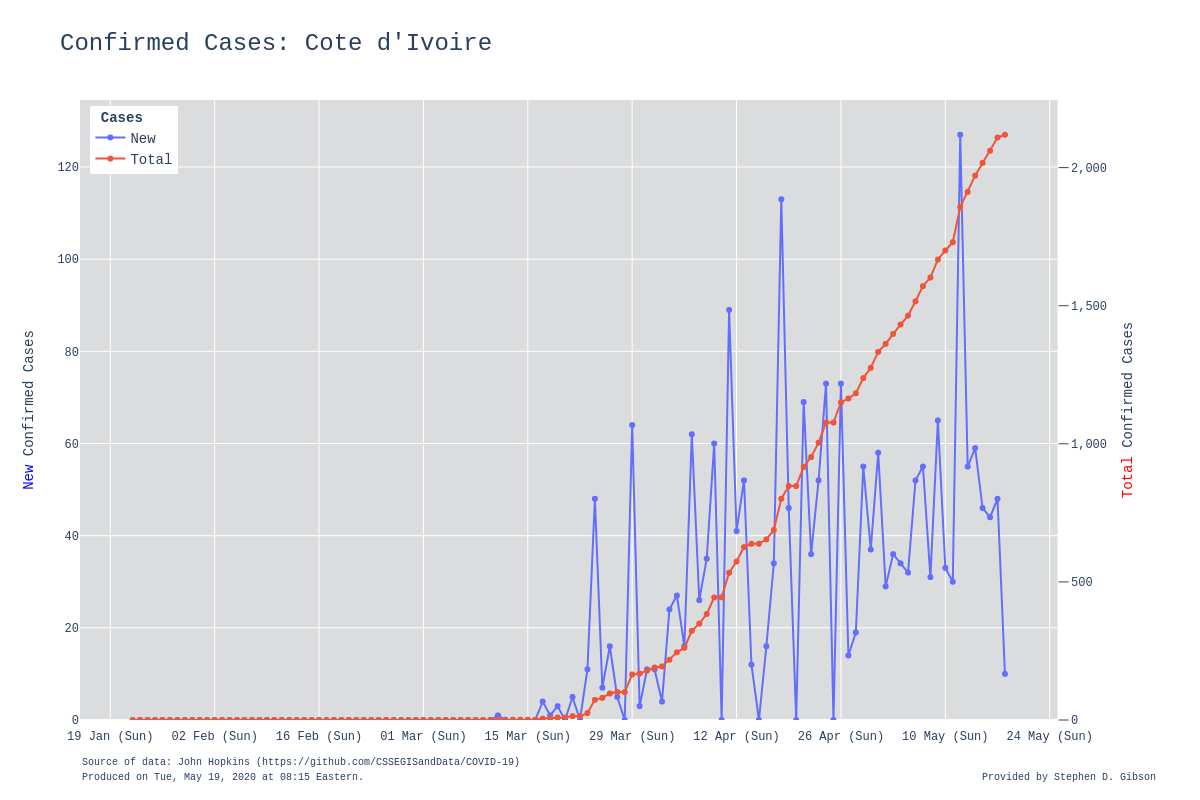 Confirmed Cases: Cote d'Ivoire
Cases
New
Total
120
100
80
60
40
20
0
2,000
1,500
1,000
500
0
New Confirmed Cases
Total Confirmed Cases
19 Jan (Sun) 02 Feb (Sun) 16 Feb (Sun) 01 Mar (Sun) 15 Mar (Sun) 29 Mar (Sun) 12 Apr (Sun) 26 Apr (Sun) 10 May (Sun) 24 May (Sun)
Source of data: John Hopkins (https://github.com/CSSEGISandData/COVID-19)
Produced on Tue, May 19, 2020 at 08:15 Eastern.
Provided by Stephen D. Gibson